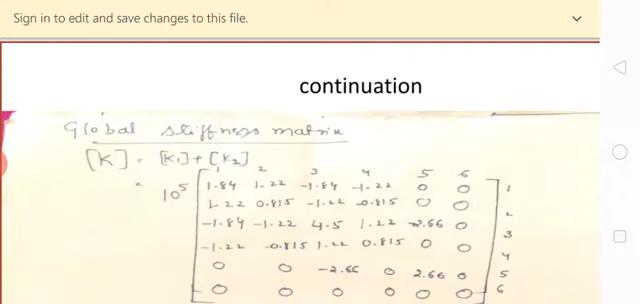 Sign in to edit and save changes to this file.
continuation
Global stiffness matrix
[K] = [K1] + [K2]
1 2 3 4 5 6
= 10^5 [ 1.84 1.22 -1.84 -1.22 0 0 ] 1
1.22 0.815 -1.22 -0.815 0 0 2
-1.84 -1.22 4.5 1.22 -2.66 0 3
-1.22 -0.815 1.22 0.815 0 0 4
0 0 -2.66 0 2.66 0 5
0 0 0 0 0 0 6